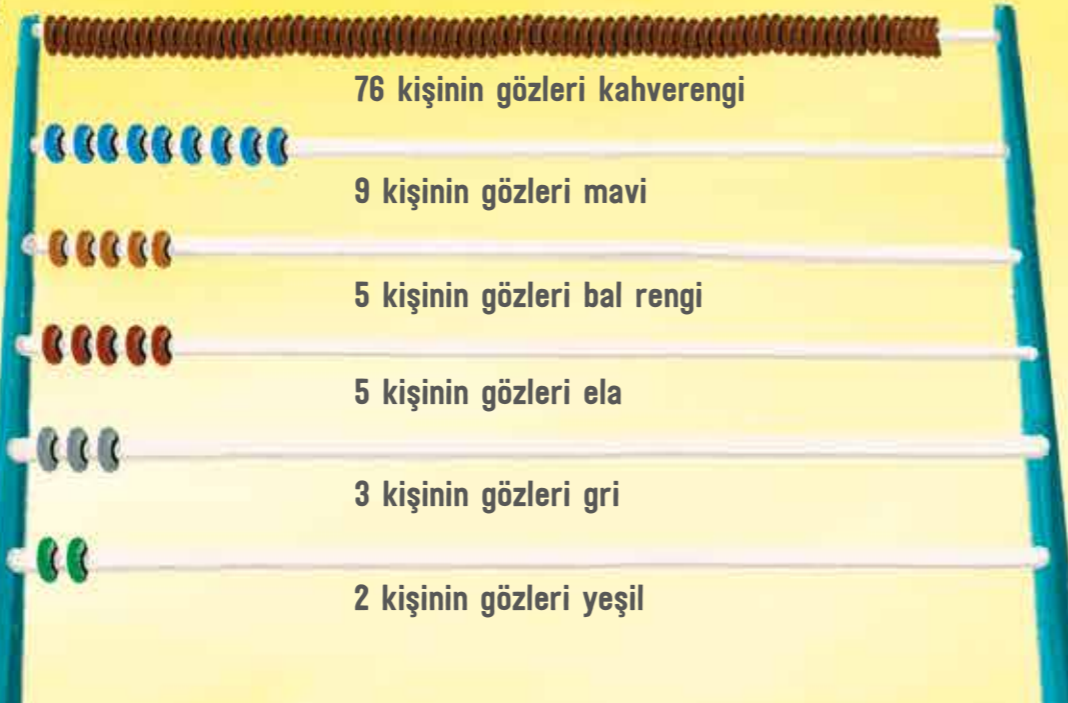 76 kişinin gözleri kahverengi
9 kişinin gözleri mavi
5 kişinin gözleri bal rengi
5 kişinin gözleri ela
3 kişinin gözleri gri
2 kişinin gözleri yeşil